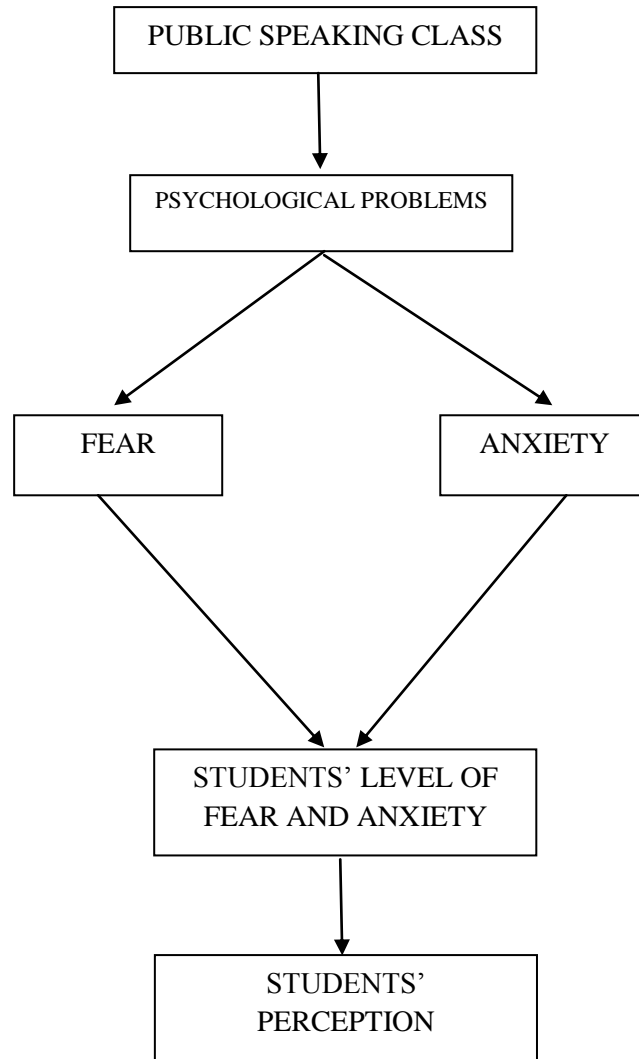 PUBLIC SPEAKING CLASS
PSYCHOLOGICAL PROBLEMS
FEAR
ANXIETY
STUDENTS’ LEVEL OF
FEAR AND ANXIETY
STUDENTS’
PERCEPTION